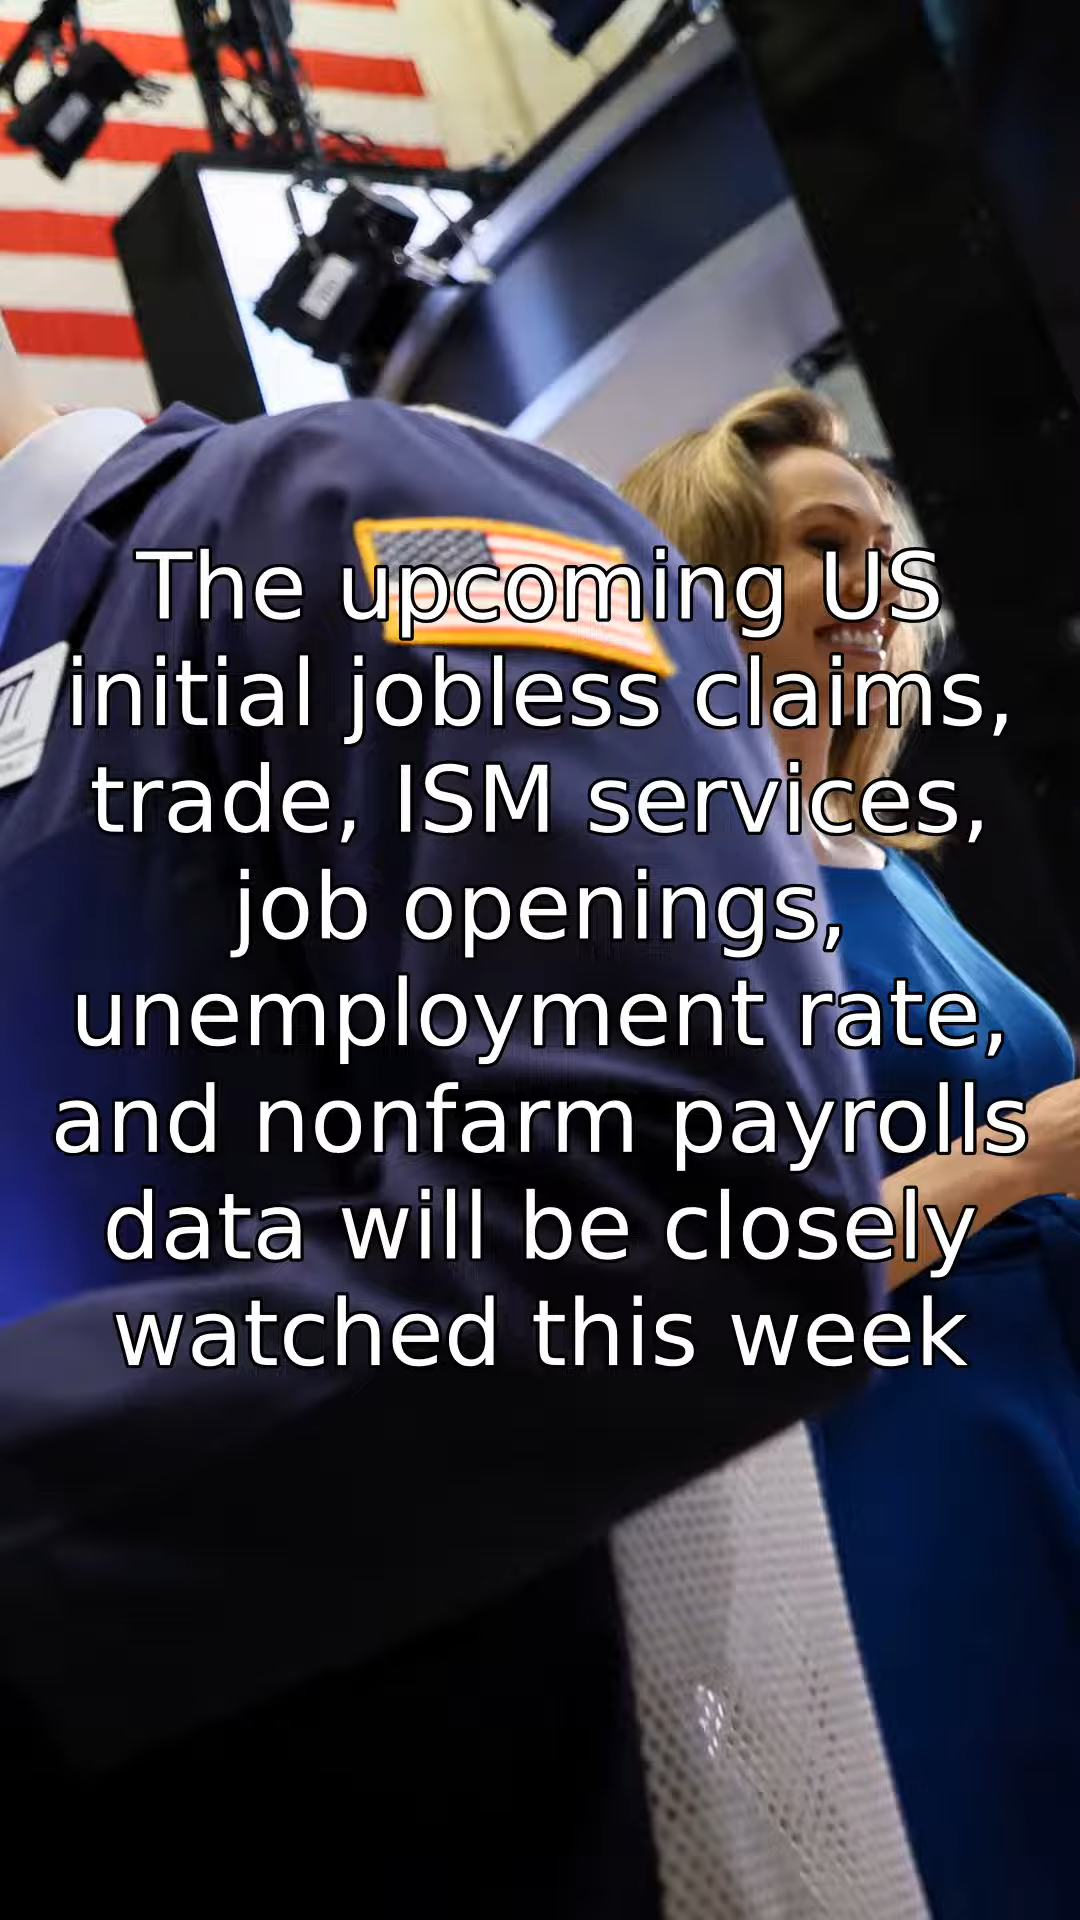 The upcoming US
initial jobless claims,
trade, ISM services,
job openings,
unemployment rate,
and nonfarm payrolls
data will be closely
watched this week